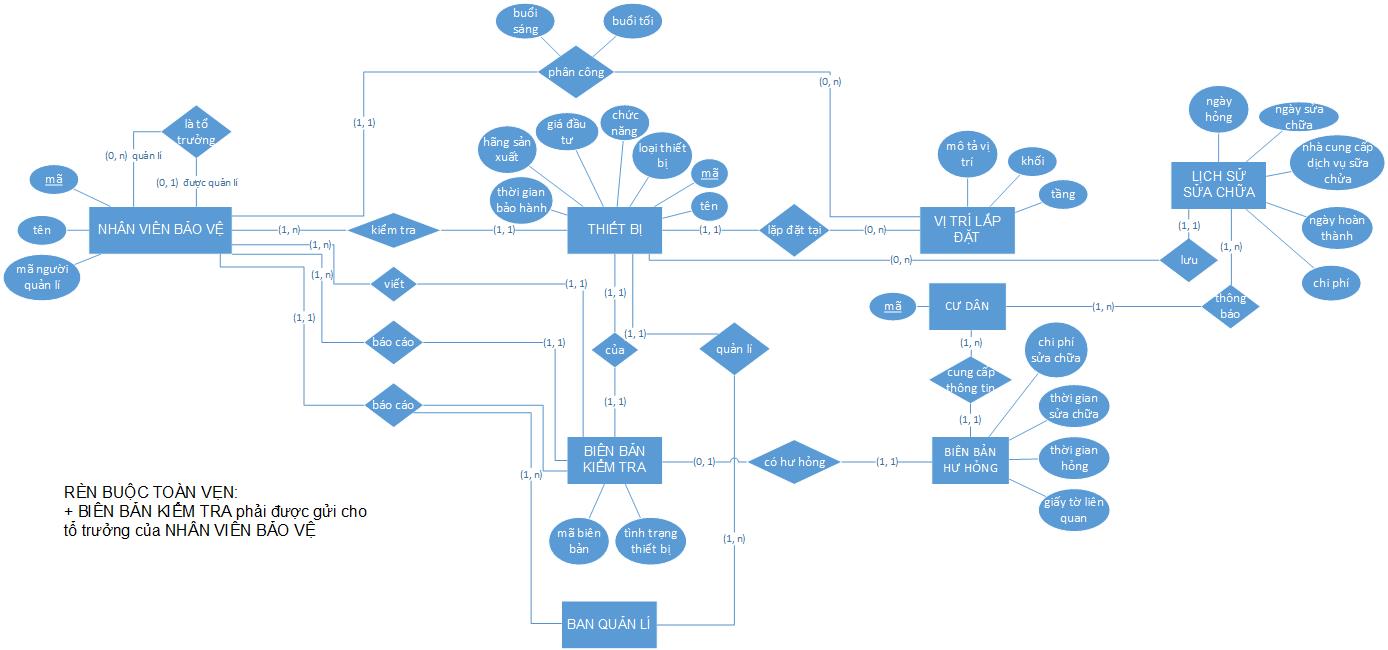 buổi
sáng
buổi tối
phân công
(0, n)
(1, 1)
là tổ
trưởng
(0, n) quản lí
(0, 1) được quản lí
mã
tên
mã người
quản lí
NHÂN VIÊN BẢO VỆ
(1, n)
kiểm tra
(1, 1)
hãng sản
xuất
giá đầu
tư
chức
năng
loại thiết
bị
mã
tên
thời gian
bảo hành
THIẾT BỊ
(1, 1)
lắp đặt tại
(0, n)
mô tả vị
trí
khối
tầng
VỊ TRÍ LẮP
ĐẶT
ngày
hỏng
ngày sửa
chữa
nhà cung cấp
dịch vụ sữa
chửa
ngày hoàn
thành
chi phí
LỊCH SỬ
SỬA CHỮA
(1, 1)
(1, n)
(0, n)
lưu
thông
báo
(1, n)
(1, n)
viết
(1, 1)
(1, n)
báo cáo
(1, 1)
(1, 1)
báo cáo
(1, n)
(1, 1)
của
(1, 1)
(1, 1)
quản lí
(1, n)
mã
CƯ DÂN
(1, n)
cung cấp
thông tin
(1, 1)
chi phí
sửa chữa
thời gian
sửa chữa
thời gian
hỏng
giấy tờ liên
quan
BIÊN BẢN
HƯ HỎNG
BIÊN BẢN
KIỂM TRA
(0, 1)
có hư hỏng
(1, 1)
mã biên
bản
tình trạng
thiết bị
BAN QUẢN LÍ
RÈN BUỘC TOÀN VẸN:
+ BIÊN BẢN KIỂM TRA phải được gửi cho
tổ trưởng của NHÂN VIÊN BẢO VỆ